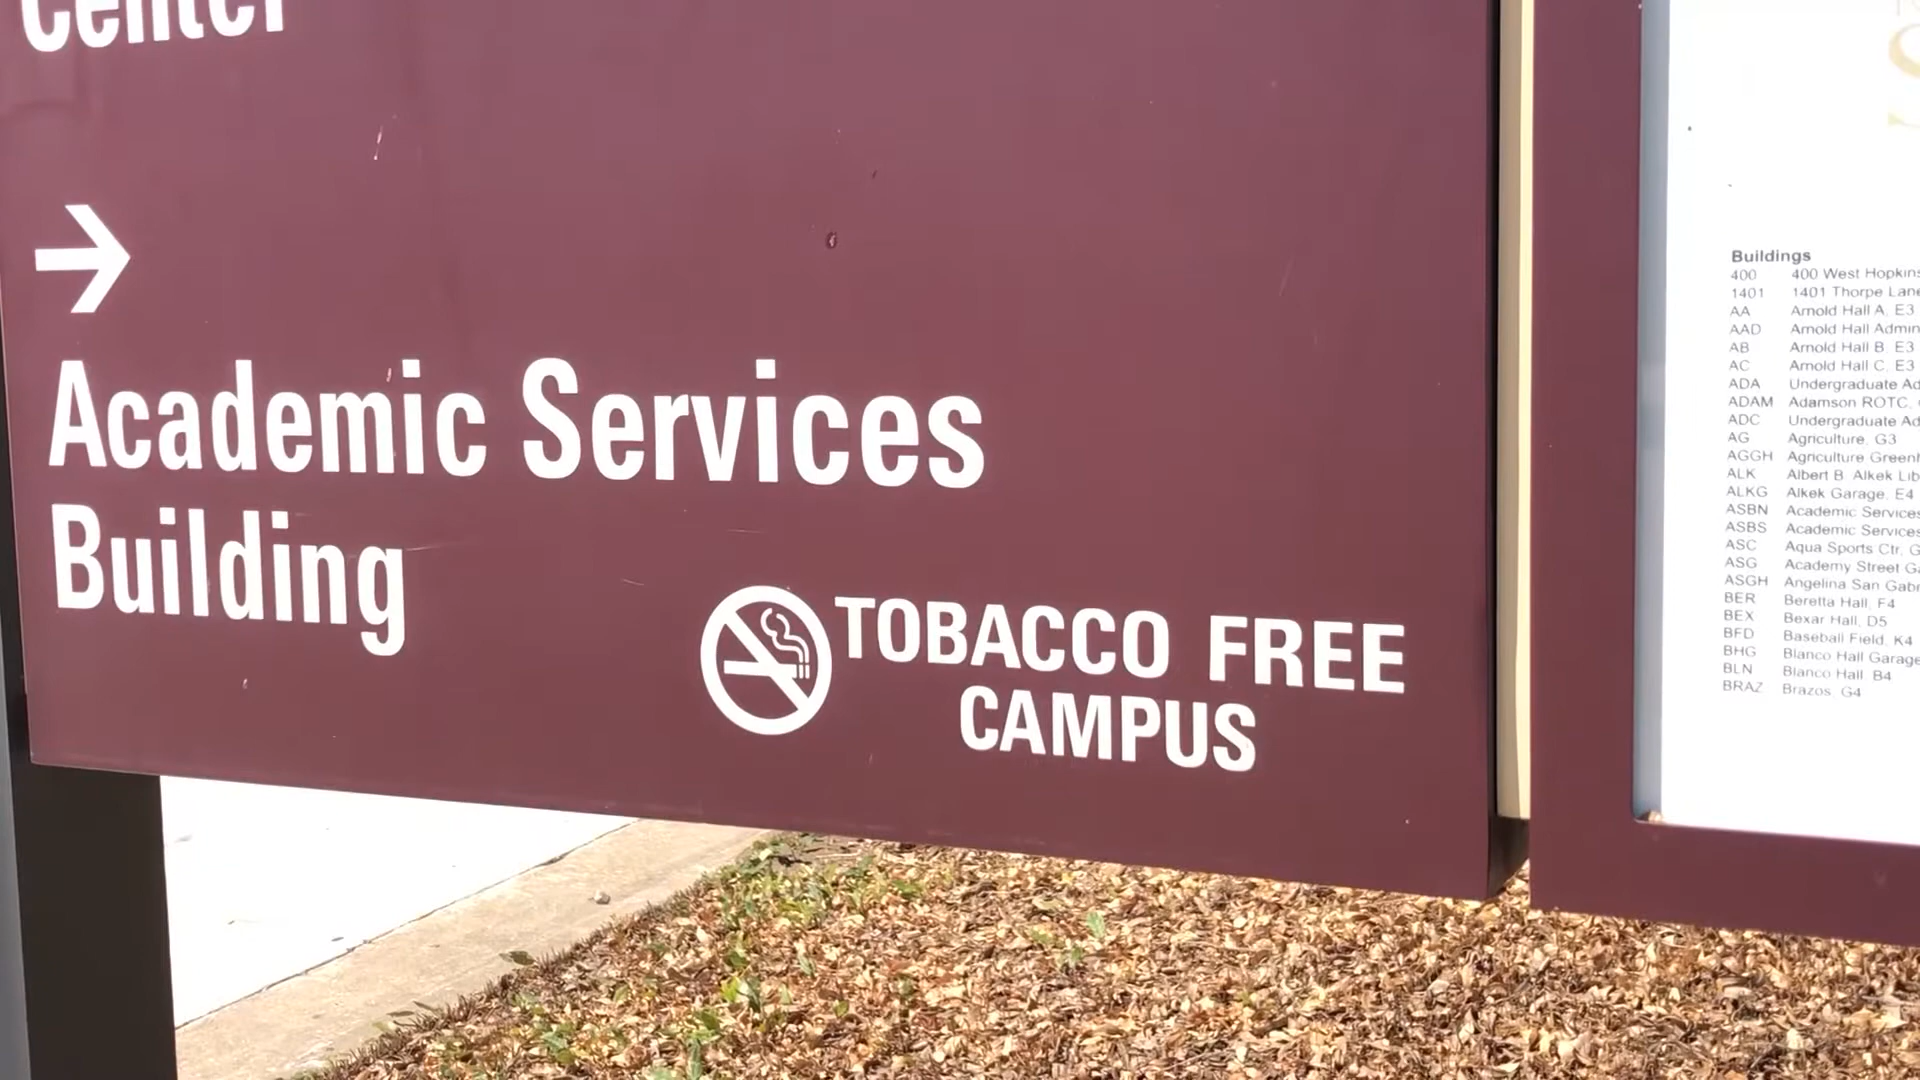 Center
Academic Services
Building
TOBACCO FREE
CAMPUS
Buildings
400 400 West Hopkins
1401 1401 Thorpe Lane
AA Arnold Hall A, E3
AAD Arnold Hall Admin
AB Arnold Hall B, E3
AC Arnold Hall C, E3
ADA Undergraduate Ad
ADAM Adamson ROTC,
ADC Undergraduate Ad
AG Agriculture, G3
AGGH Agriculture Greenh
ALK Albert B. Alkek Lib
ALKG Alkek Garage, E4
ASBN Academic Services
ASBS Academic Services
ASC Aqua Sports Ctr, G
ASG Academy Street Ga
ASGH Angelina San Gabr
BER Beretta Hall, F4
BEX Bexar Hall, D5
BFD Baseball Field, K4
BHG Blanco Hall Garage
BLN Blanco Hall, B4
BRAZ Brazos, G4